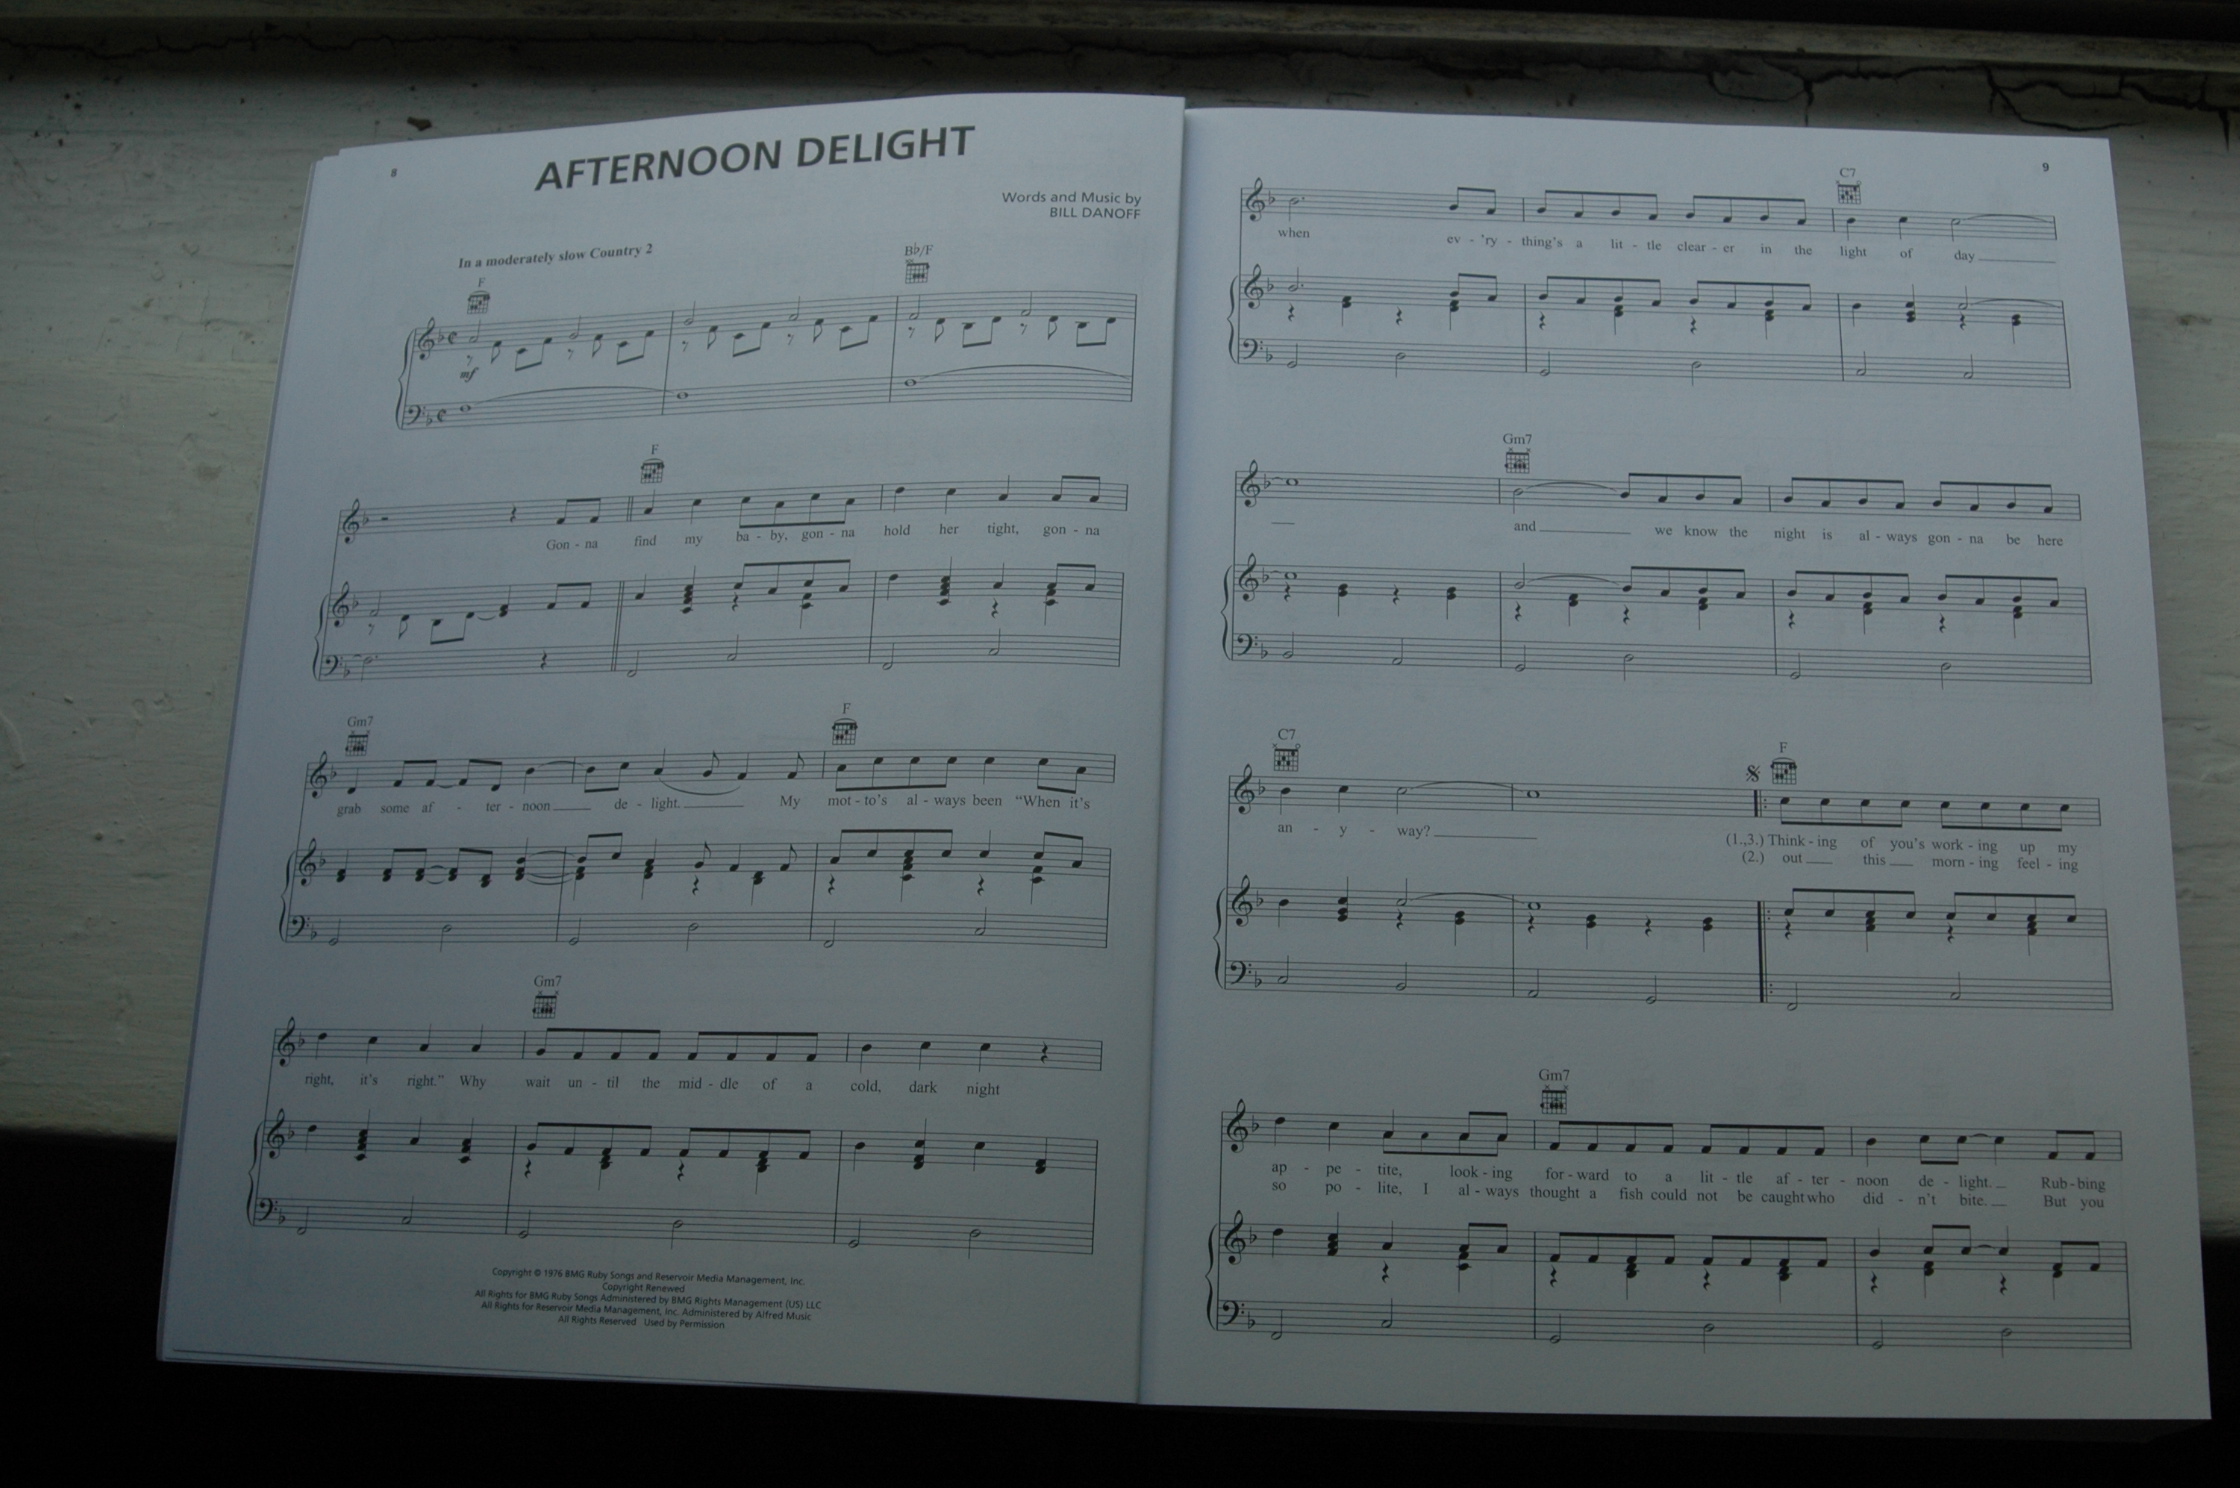 8
AFTERNOON DELIGHT
Words and Music by
BILL DANOFF
In a moderately slow Country 2
F
B♭/F
mf
F
Gon - na find my ba - by, gon - na hold her tight, gon - na
Gm7
F
grab some af - ter - noon de - light. My mot - to's al - ways been "When it's
Gm7
right, it's right." Why wait un - til the mid - dle of a cold, dark night
Copyright © 1976 BMG Ruby Songs and Reservoir Media Management, Inc.
Copyright Renewed
All Rights for BMG Ruby Songs Administered by BMG Rights Management (US) LLC
All Rights for Reservoir Media Management, Inc. Administered by Alfred Music
All Rights Reserved Used by Permission
9
C7
when ev - 'ry - thing's a lit - tle clear - er in the light of day
Gm7
and we know the night is al - ways gon - na be here
C7
F
an - y - way? (1.,3.) Think - ing of you's work - ing up my
(2.) out this morn - ing feel - ing
Gm7
ap - pe - tite, look - ing for - ward to a lit - tle af - ter - noon de - light. Rub - bing
so po - lite, I al - ways thought a fish could not be caught who did - n't bite. But you